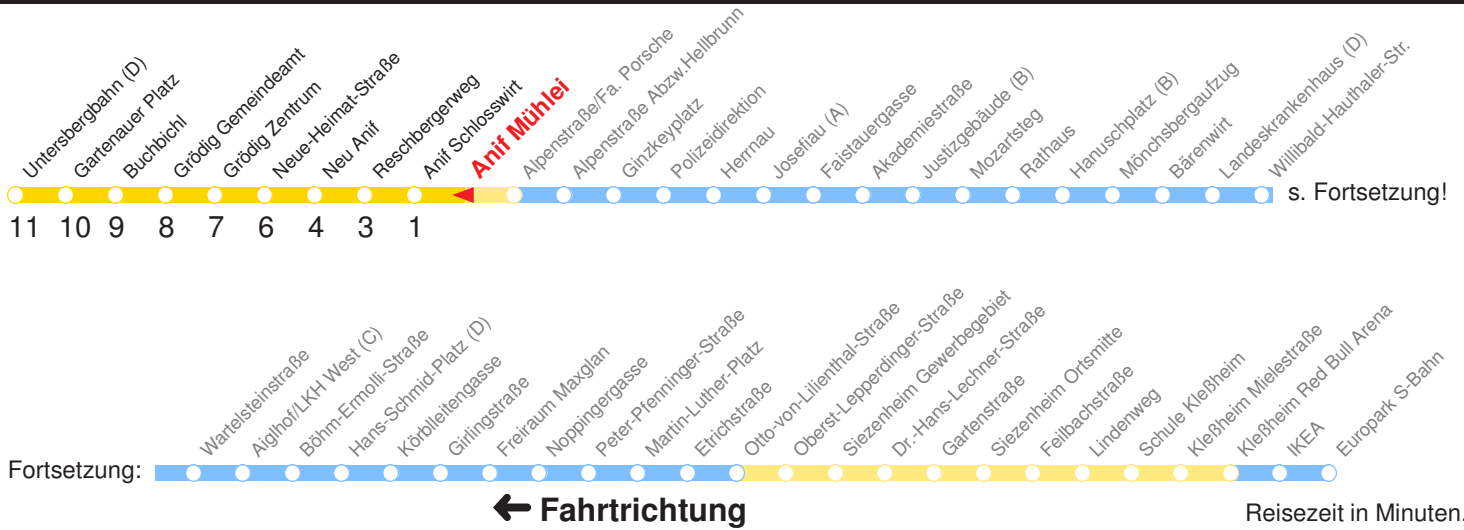 Untersbergbahn (D)
Gartenauer Platz
Buchbichl
Grödig Gemeindeamt
Grödig Zentrum
Neue-Heimat-Straße
Neu Anif
Reschbergerweg
Anif Schlosswirt
Anif Mühlei
Alpenstraße/Fa. Porsche
Alpenstraße Abzw.Hellbrunn
Ginzkeyplatz
Polizeidirektion
Herrnau
Josefiau (A)
Faistauergasse
Akademiestraße
Justizgebäude (B)
Mozartsteg
Rathaus
Hanuschplatz (B)
Mönchsbergaufzug
Bärenwirt
Landeskrankenhaus (D)
Willibald-Hauthaler-Str.
s. Fortsetzung!
11 10 9 8 7 6 4 3 1
Wartelsteinstraße
Aiglhof/LKH West (C)
Böhm-Ermolli-Straße
Hans-Schmid-Platz (D)
Körbleitengasse
Girlingstraße
Freiraum Maxglan
Noppingergasse
Peter-Pfenninger-Straße
Martin-Luther-Platz
Etrichstraße
Otto-von-Lilienthal-Straße
Oberst-Lepperdinger-Straße
Siezenheim Gewerbegebiet
Dr.-Hans-Lechner-Straße
Gartenstraße
Siezenheim Ortsmitte
Feilbachstraße
Lindenweg
Schule Kleßheim
Kleßheim Mielestraße
Kleßheim Red Bull Arena
IKEA
Europark S-Bahn
Fortsetzung:
Fahrtrichtung
Reisezeit in Minuten.